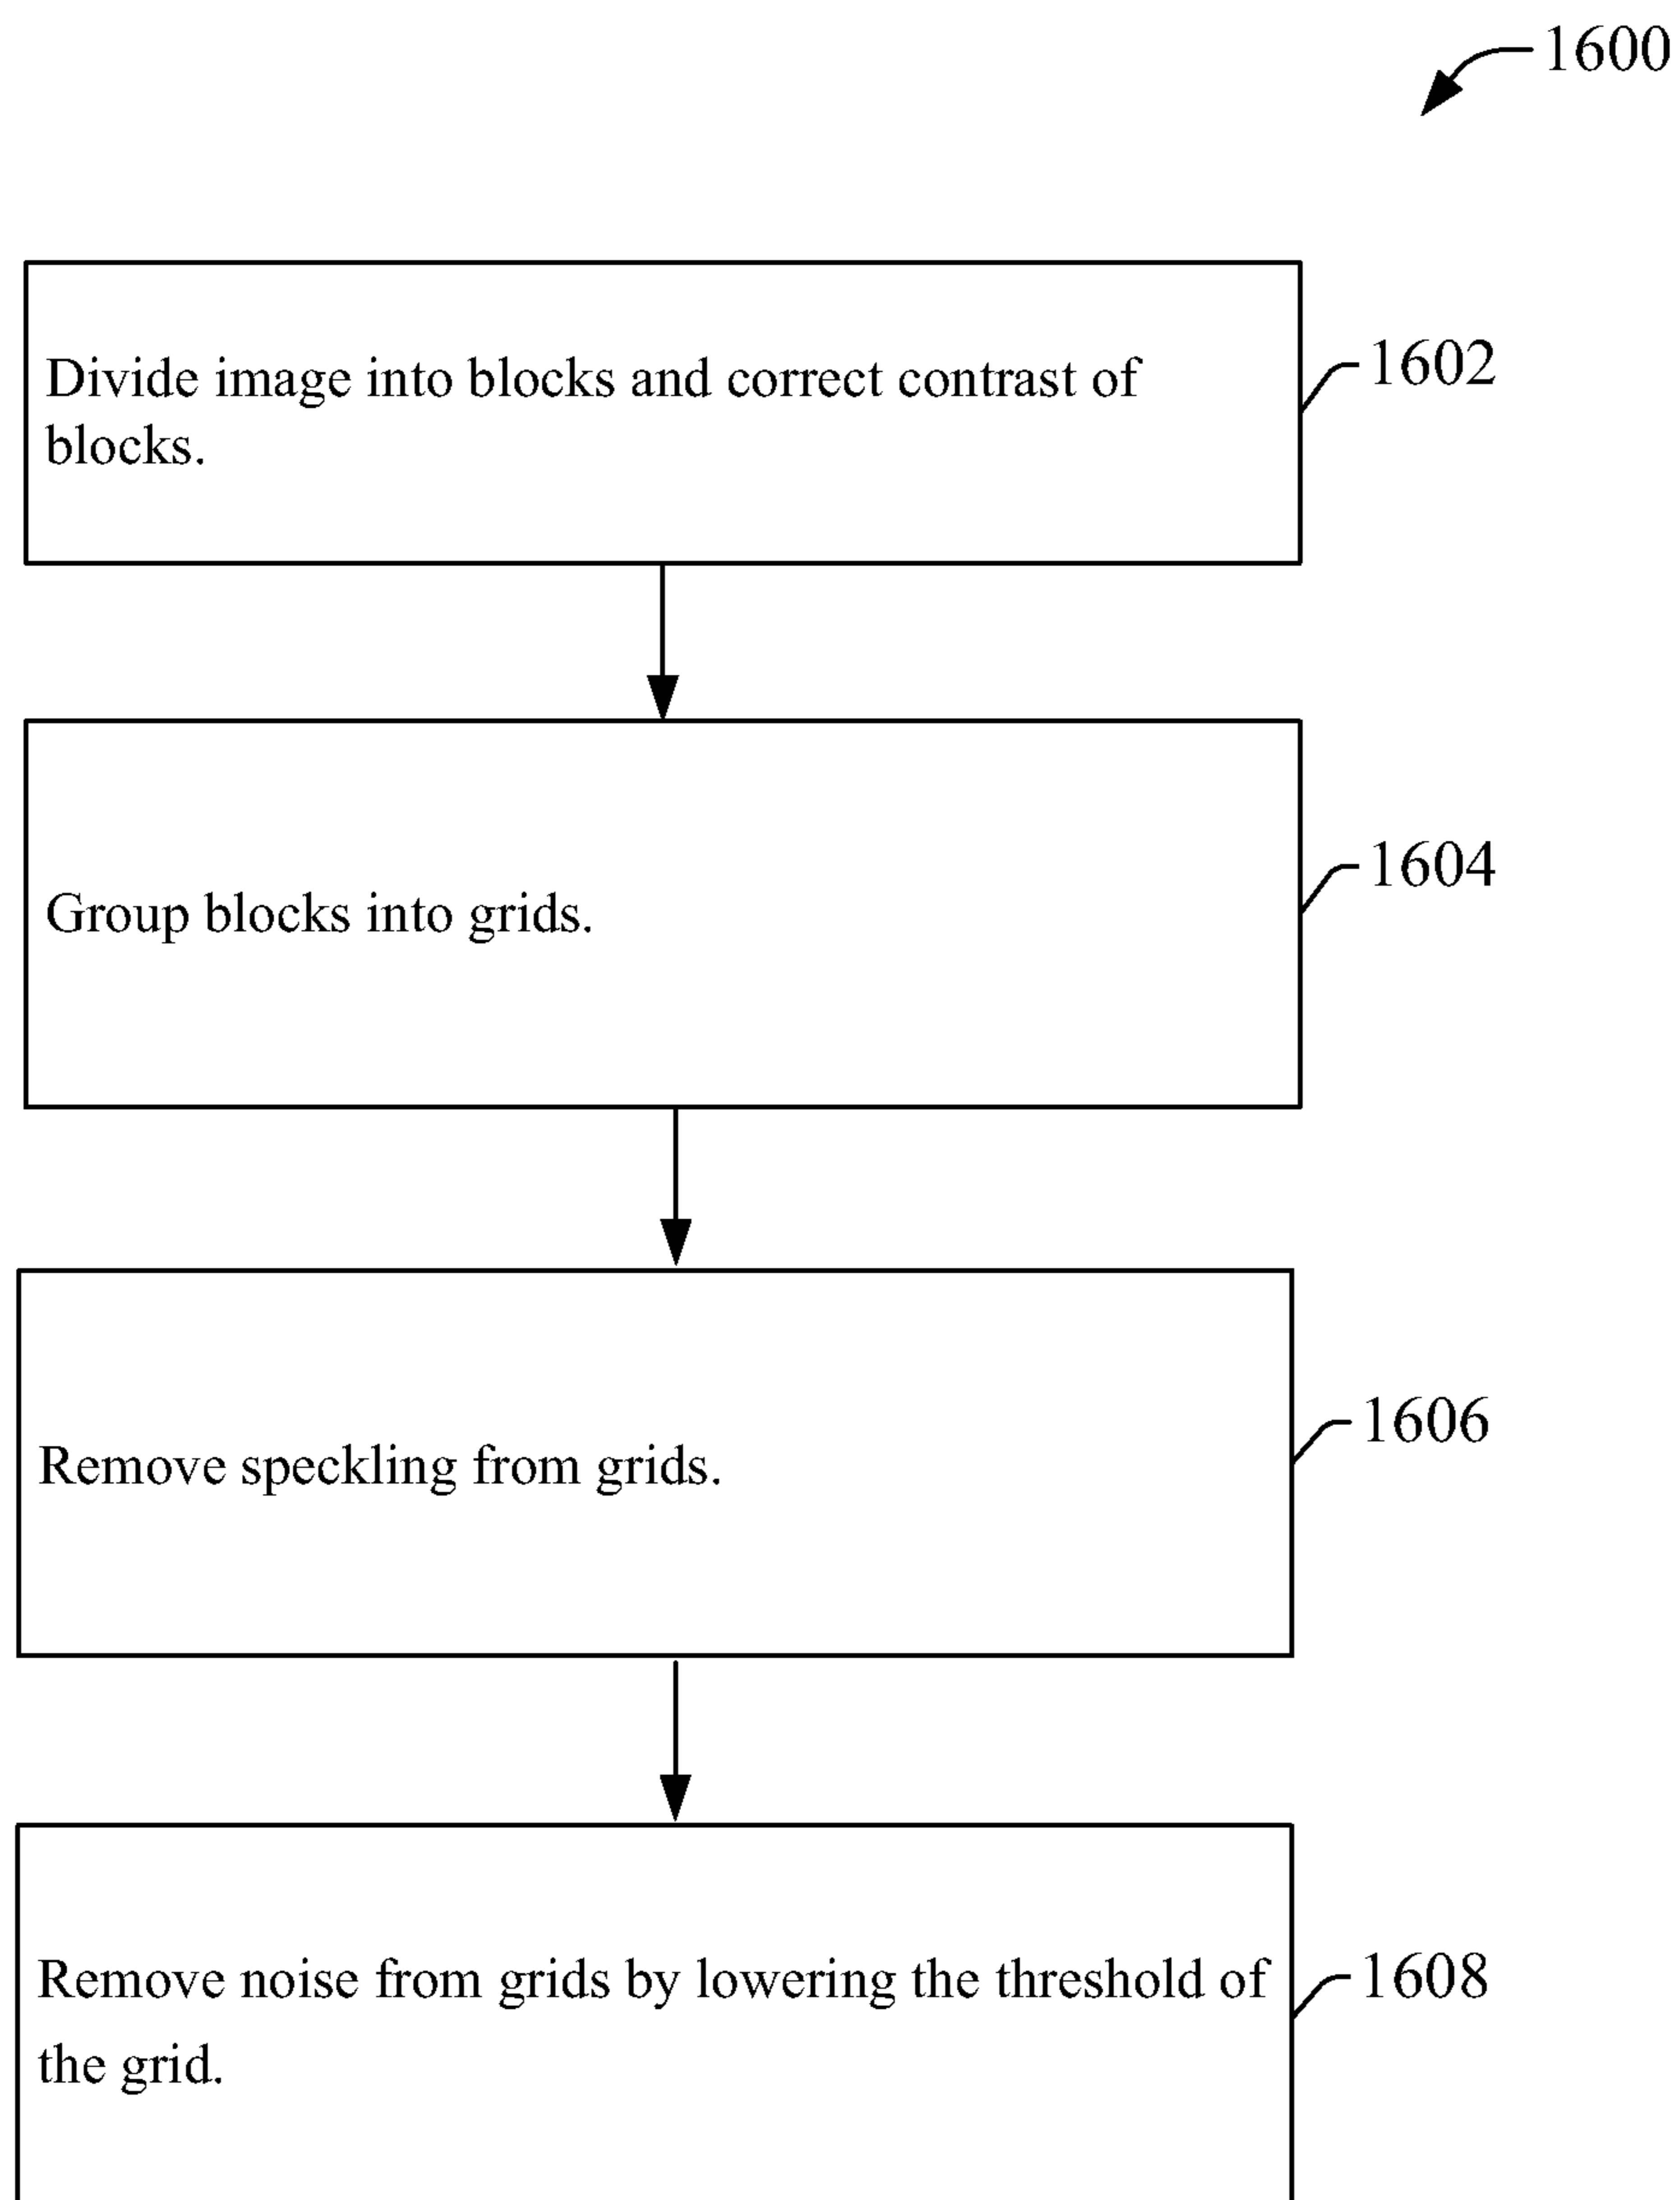 1600
Divide image into blocks and correct contrast of
blocks.
1602
Group blocks into grids.
1604
Remove speckling from grids.
1606
Remove noise from grids by lowering the threshold of
the grid.
1608